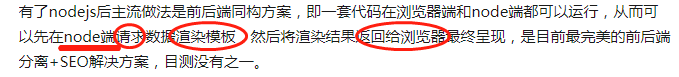 有了nodejs后主流做法是前后端同构方案，即一套代码在浏览器端和node端都可以运行，从而可
以先在node端请求数据渲染模板，然后将渲染结果返回给浏览器最终呈现，是目前最完美的前后端
分离+SEO解决方案，目测没有之一。